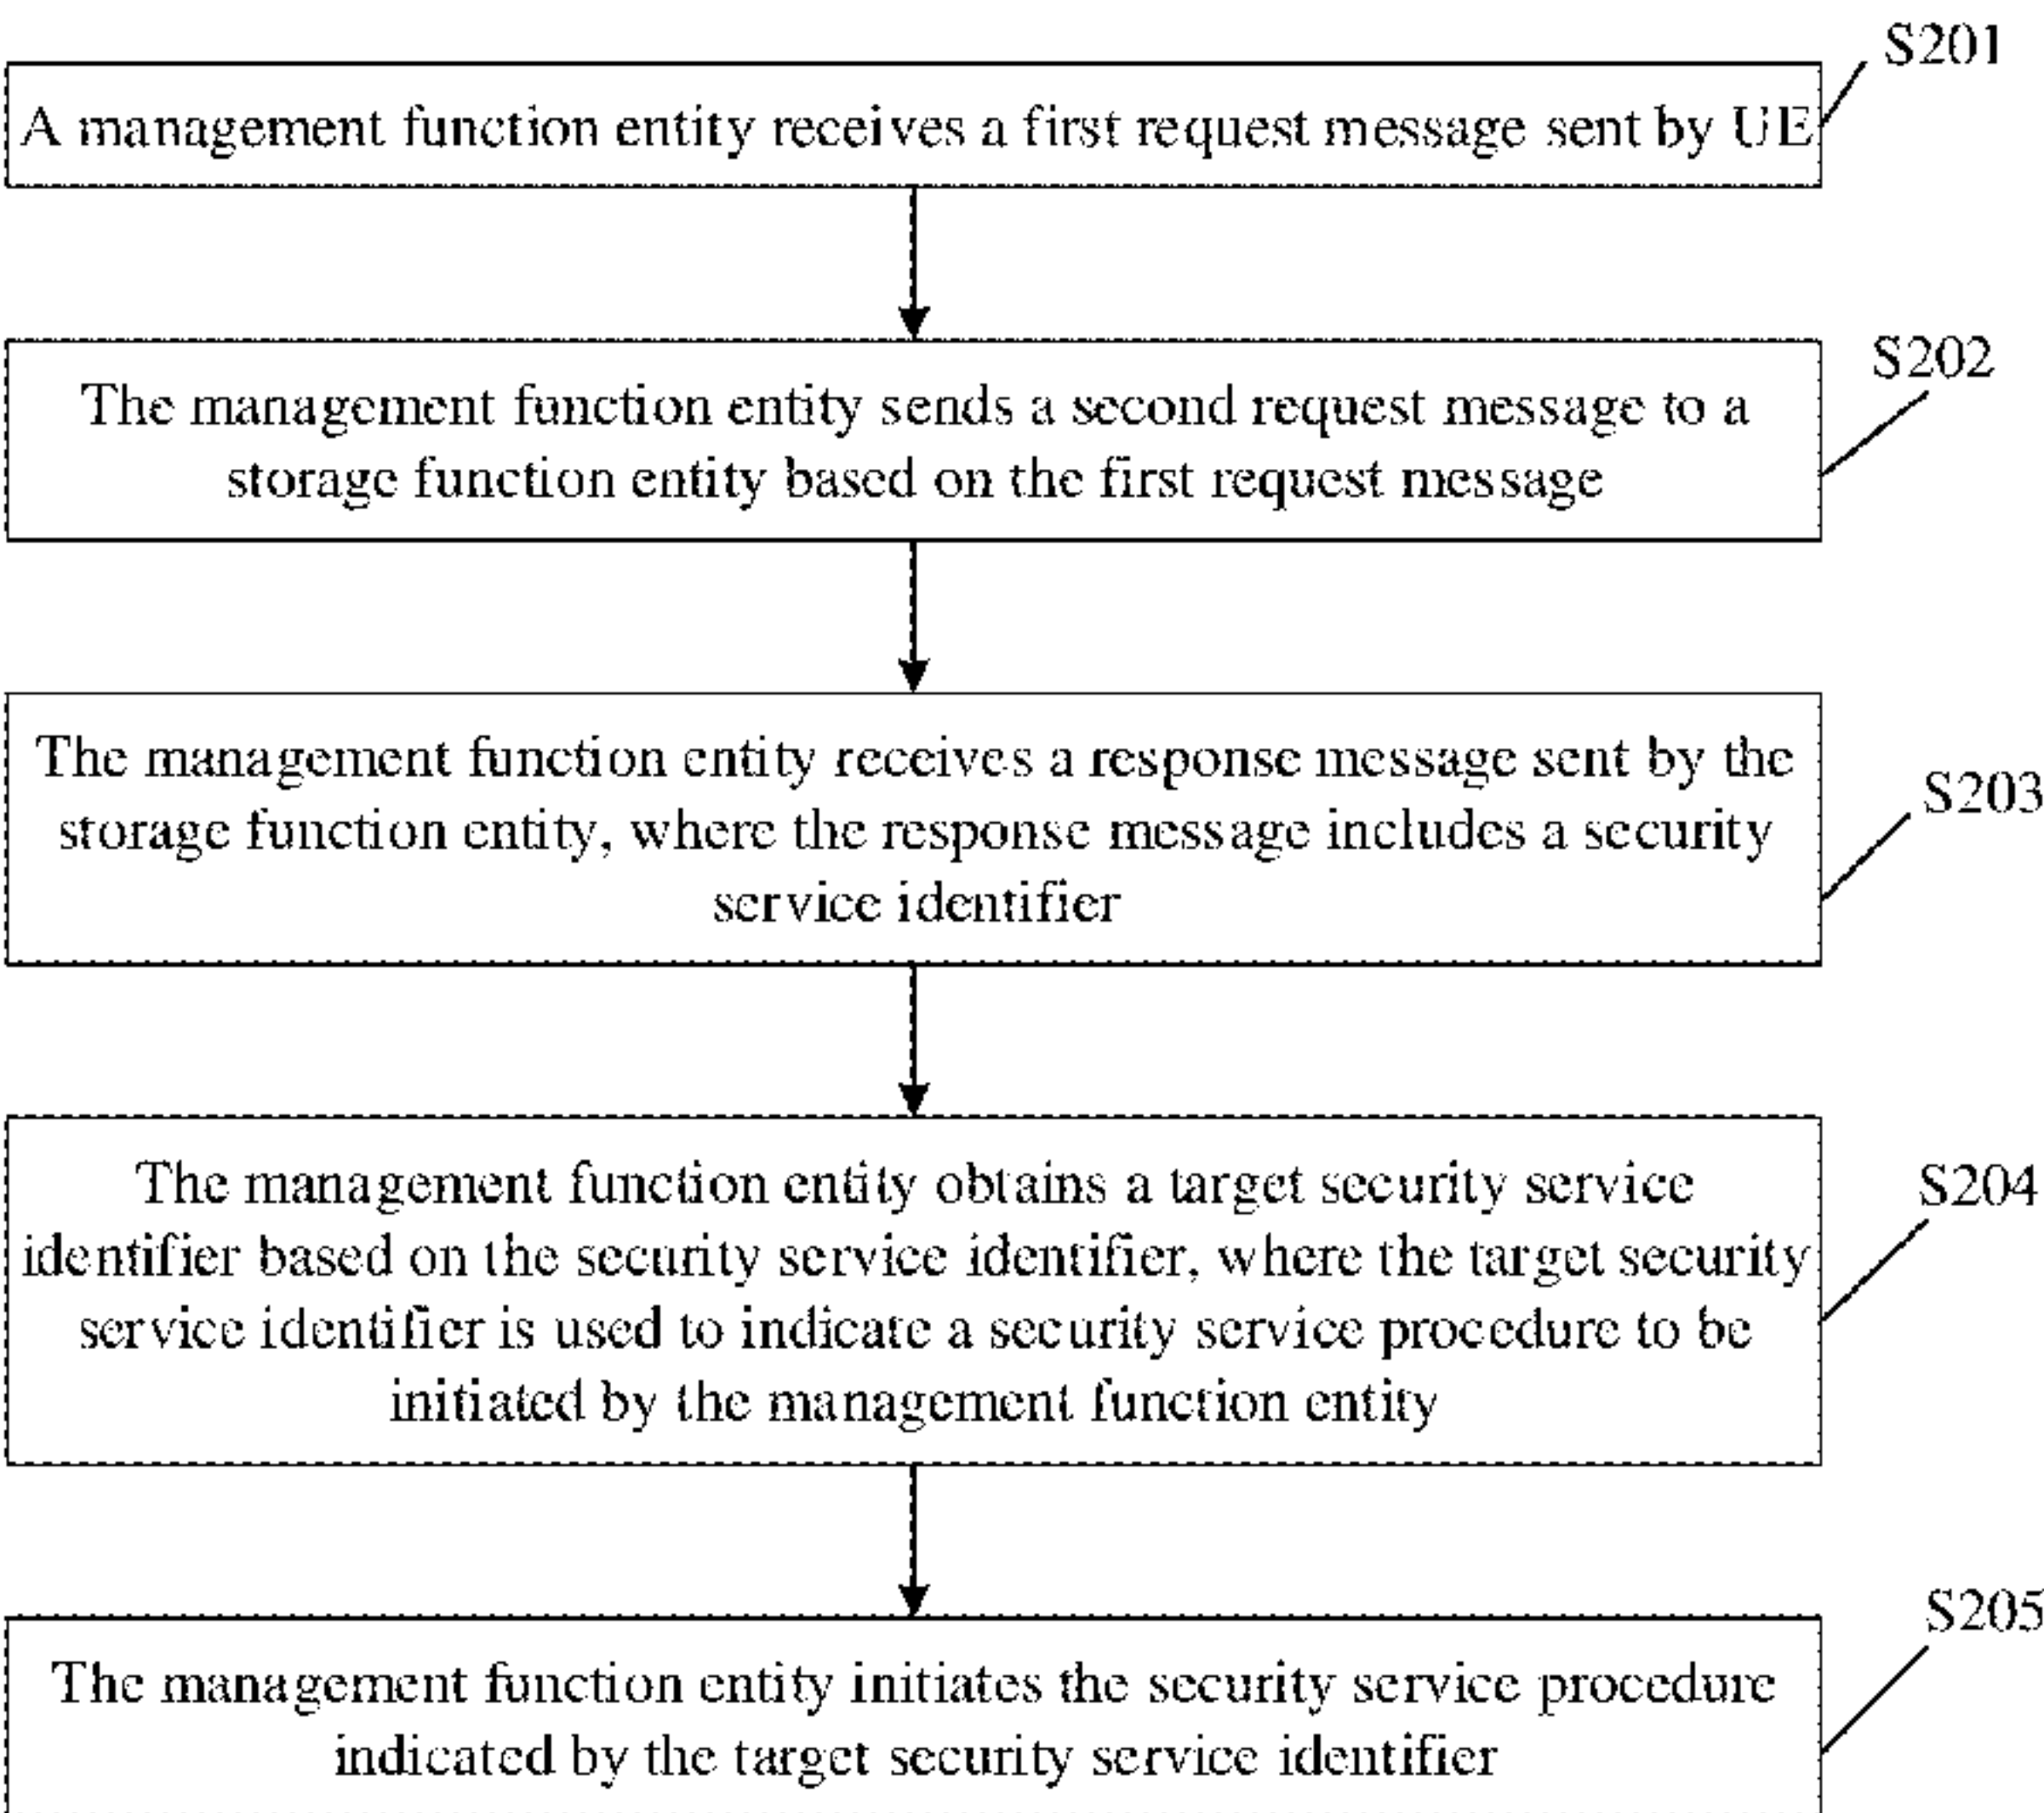 S201
A management function entity receives a first request message sent by UE
S202
The management function entity sends a second request message to a
storage function entity based on the first request message
The management function entity receives a response message sent by the
S203
storage function entity, where the response message includes a security
service identifier
The management function entity obtains a target security service
S204
identifier based on the security service identifier, where the target security
service identifier is used to indicate a security service procedure to be
initiated by the management function entity
S205
The management function entity initiates the security service procedure
indicated by the target security service identifier